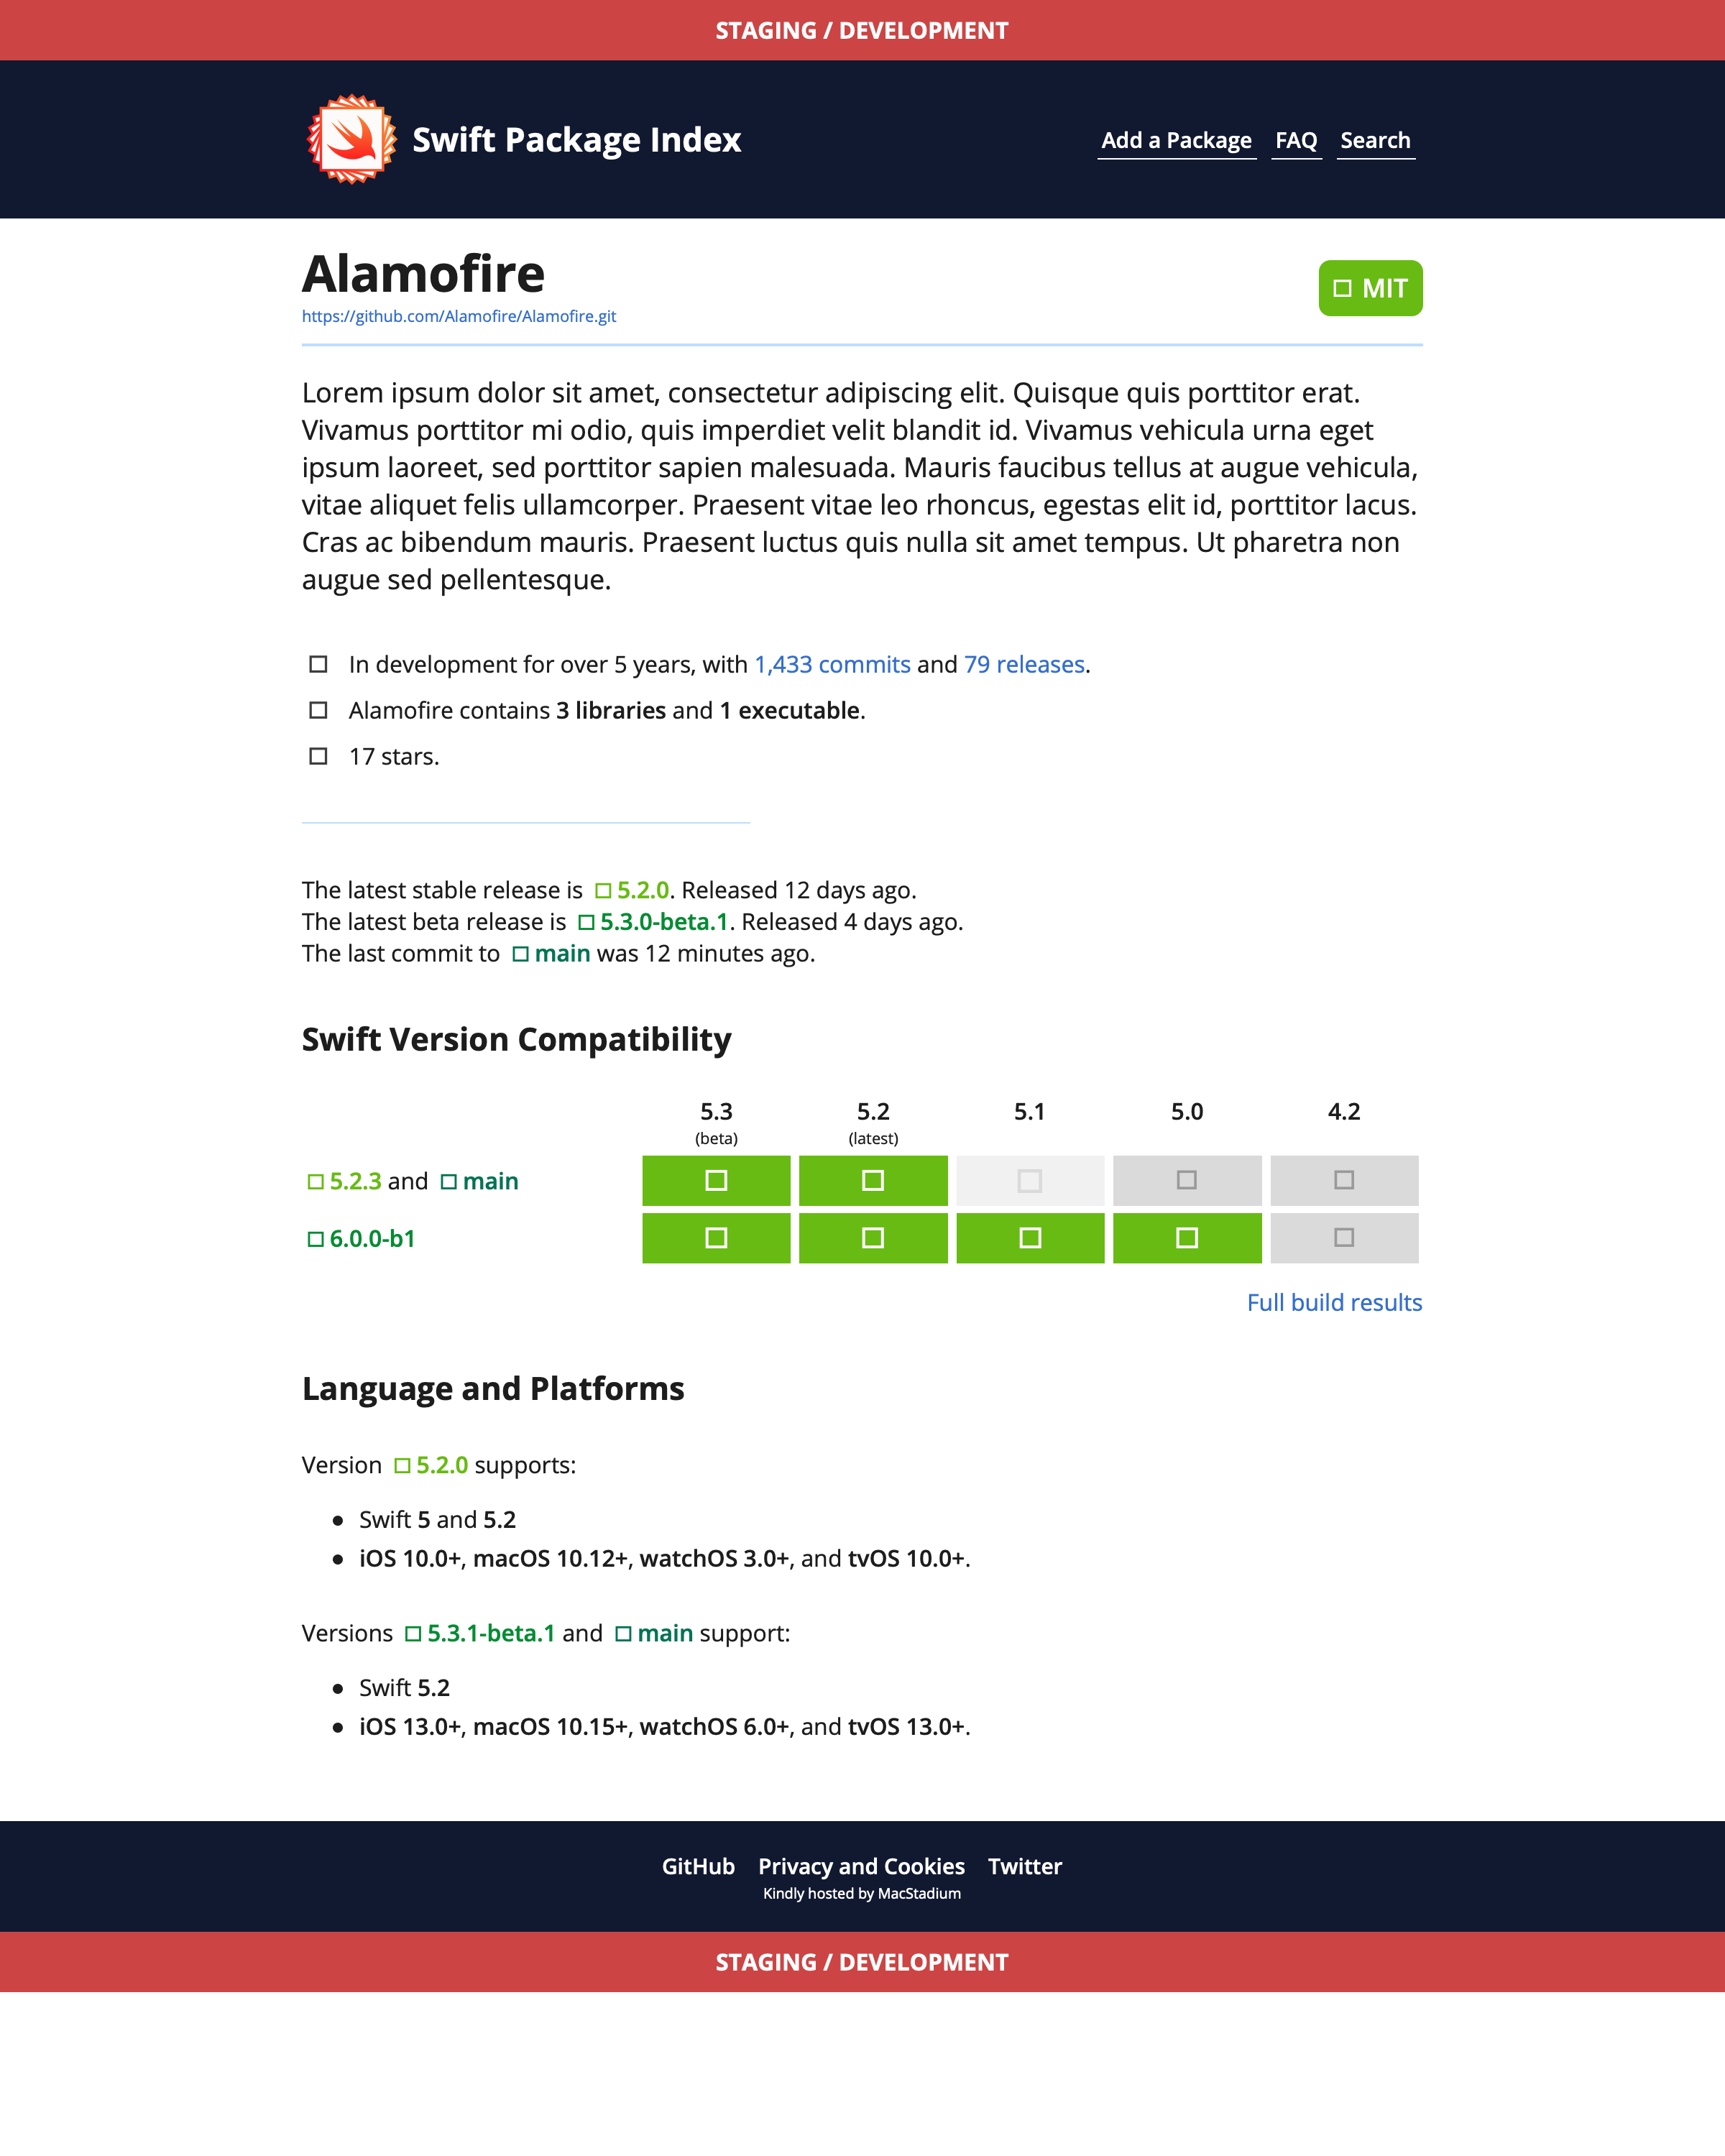 STAGING / DEVELOPMENT
Swift Package Index
Add a Package FAQ Search
Alamofire
MIT
https://github.com/Alamofire/Alamofire.git
Lorem ipsum dolor sit amet, consectetur adipiscing elit. Quisque quis porttitor erat.
Vivamus porttitor mi odio, quis imperdiet velit blandit id. Vivamus vehicula urna eget
ipsum laoreet, sed porttitor sapien malesuada. Mauris faucibus tellus at augue vehicula,
vitae aliquet felis ullamcorper. Praesent vitae leo rhoncus, egestas elit id, porttitor lacus.
Cras ac bibendum mauris. Praesent luctus quis nulla sit amet tempus. Ut pharetra non
augue sed pellentesque.
In development for over 5 years, with 1,433 commits and 79 releases.
Alamofire contains 3 libraries and 1 executable.
17 stars.
The latest stable release is 5.2.0. Released 12 days ago.
The latest beta release is 5.3.0-beta.1. Released 4 days ago.
The last commit to main was 12 minutes ago.
Swift Version Compatibility
5.3 5.2 5.1 5.0 4.2
(beta) (latest)
5.2.3 and main
6.0.0-b1
Full build results
Language and Platforms
Version 5.2.0 supports:
• Swift 5 and 5.2
• iOS 10.0+, macOS 10.12+, watchOS 3.0+, and tvOS 10.0+.
Versions 5.3.1-beta.1 and main support:
• Swift 5.2
• iOS 13.0+, macOS 10.15+, watchOS 6.0+, and tvOS 13.0+.
GitHub Privacy and Cookies Twitter
Kindly hosted by MacStadium
STAGING / DEVELOPMENT